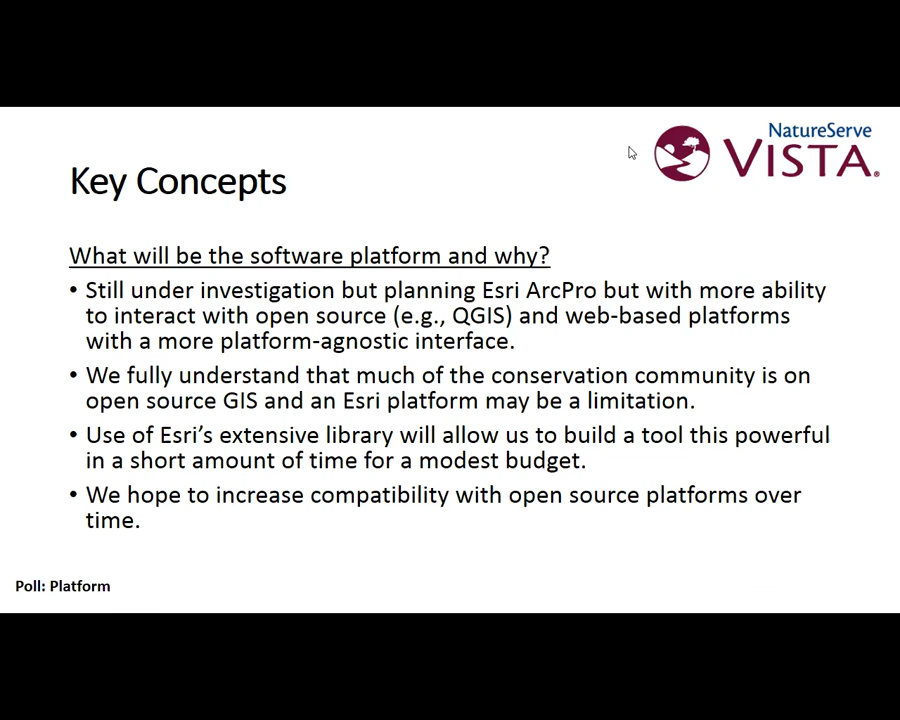 NatureServe
VISTA®
Key Concepts
What will be the software platform and why?
• Still under investigation but planning Esri ArcPro but with more ability
to interact with open source (e.g., QGIS) and web-based platforms
with a more platform-agnostic interface.
• We fully understand that much of the conservation community is on
open source GIS and an Esri platform may be a limitation.
• Use of Esri’s extensive library will allow us to build a tool this powerful
in a short amount of time for a modest budget.
• We hope to increase compatibility with open source platforms over
time.
Poll: Platform